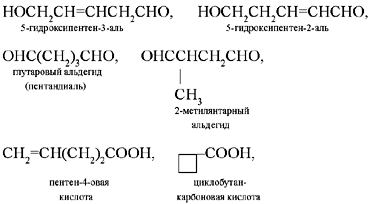 HOCH₂CH=CHCH₂CHO, HOCH₂CH₂CH=CHCHO,
5-гидроксипентен-3-аль 5-гидроксипентен-2-аль
OHC(CH₂)₃CHO, OHCCHCH₂CHO,
глутаровый альдегид
(пентандиаль)
CH₃
2-метилянтарный
альдегид
CH₂=CH(CH₂)₂COOH, COOH,
пентен-4-овая циклобутан-
кислота карбоновая кислота